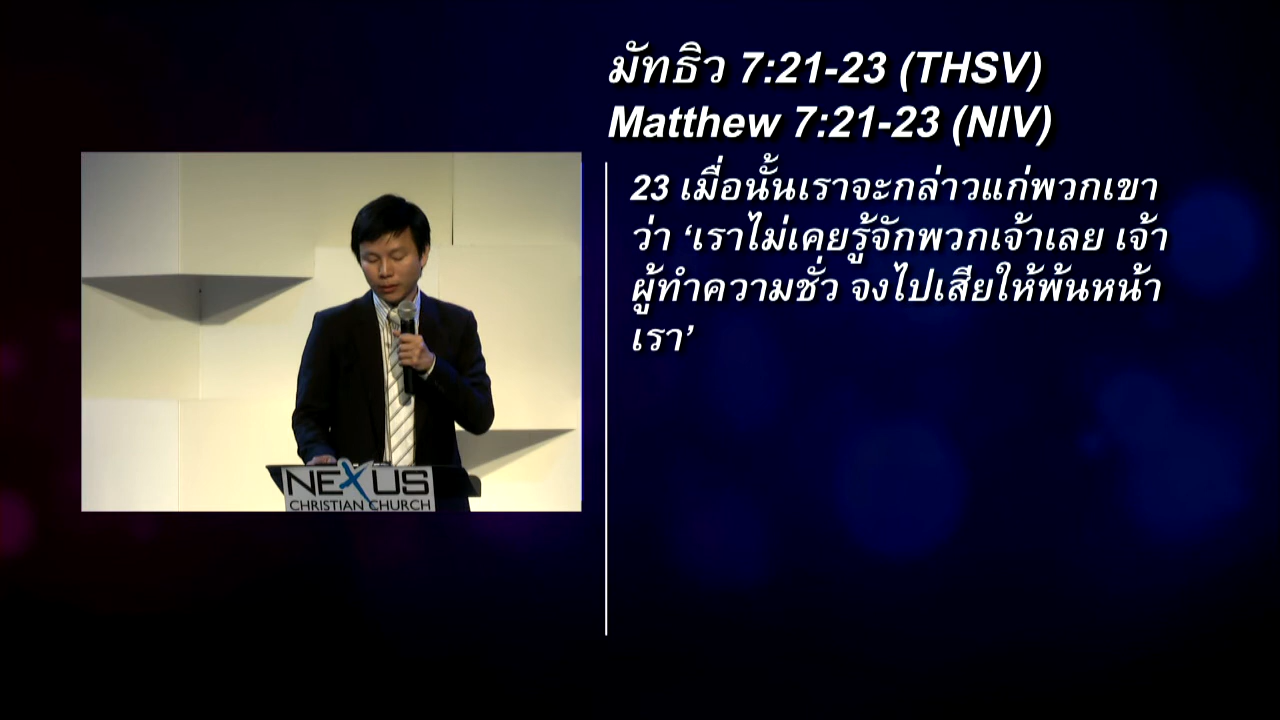 มัทธิว 7:21-23 (THSV)
Matthew 7:21-23 (NIV)
23 เมื่อนั้นเราจะกล่าวแก่พวกเขา
ว่า ‘เราไม่เคยรู้จักพวกเจ้าเลย เจ้า
ผู้ทำความชั่ว จงไปเสียให้พ้นหน้า
เรา’
NEXUS
CHRISTIAN CHURCH